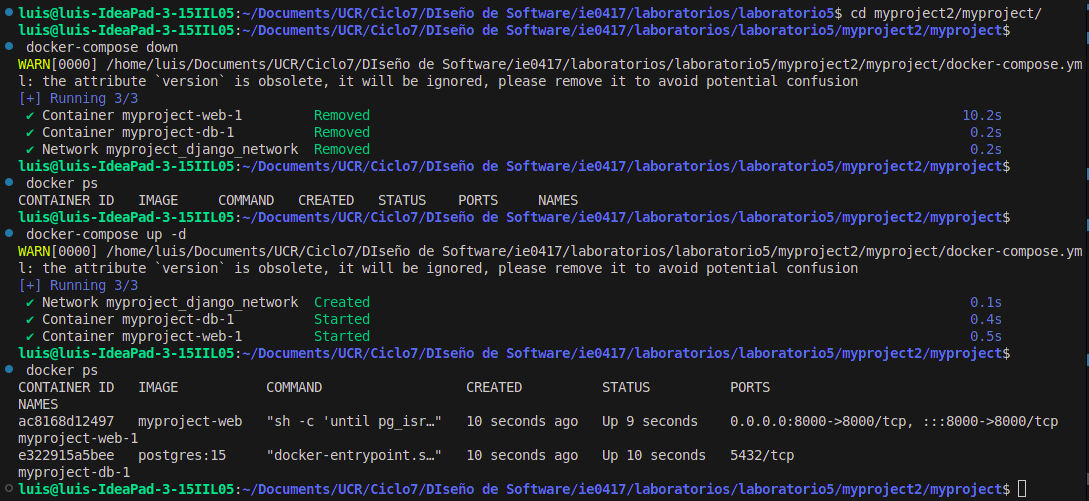 luis@luis-IdeaPad-3-15IIL05:~/Documents/UCR/Ciclo7/DIseño de Software/ie0417/laboratorios/laboratorio5$ cd myproject2/myproject/
luis@luis-IdeaPad-3-15IIL05:~/Documents/UCR/Ciclo7/DIseño de Software/ie0417/laboratorios/laboratorio5/myproject2/myproject$
docker-compose down
WARN[0000] /home/luis/Documents/UCR/Ciclo7/DIseño de Software/ie0417/laboratorios/laboratorio5/myproject2/myproject/docker-compose.ym
l: the attribute `version` is obsolete, it will be ignored, please remove it to avoid potential confusion
[+] Running 3/3
✔ Container myproject-web-1 Removed 10.2s
✔ Container myproject-db-1 Removed 0.2s
✔ Network myproject_django_network Removed 0.2s
luis@luis-IdeaPad-3-15IIL05:~/Documents/UCR/Ciclo7/DIseño de Software/ie0417/laboratorios/laboratorio5/myproject2/myproject$
docker ps
CONTAINER ID IMAGE COMMAND CREATED STATUS PORTS NAMES
luis@luis-IdeaPad-3-15IIL05:~/Documents/UCR/Ciclo7/DIseño de Software/ie0417/laboratorios/laboratorio5/myproject2/myproject$
docker-compose up -d
WARN[0000] /home/luis/Documents/UCR/Ciclo7/DIseño de Software/ie0417/laboratorios/laboratorio5/myproject2/myproject/docker-compose.ym
l: the attribute `version` is obsolete, it will be ignored, please remove it to avoid potential confusion
[+] Running 3/3
✔ Network myproject_django_network Created 0.1s
✔ Container myproject-db-1 Started 0.4s
✔ Container myproject-web-1 Started 0.5s
luis@luis-IdeaPad-3-15IIL05:~/Documents/UCR/Ciclo7/DIseño de Software/ie0417/laboratorios/laboratorio5/myproject2/myproject$
docker ps
CONTAINER ID IMAGE COMMAND CREATED STATUS PORTS
NAMES
ac8168d12497 myproject-web "sh -c 'until pg_isr…" 10 seconds ago Up 9 seconds 0.0.0.0:8000->8000/tcp, :::8000->8000/tcp
myproject-web-1
e322915a5bee postgres:15 "docker-entrypoint.s…" 10 seconds ago Up 10 seconds 5432/tcp
myproject-db-1
luis@luis-IdeaPad-3-15IIL05:~/Documents/UCR/Ciclo7/DIseño de Software/ie0417/laboratorios/laboratorio5/myproject2/myproject$